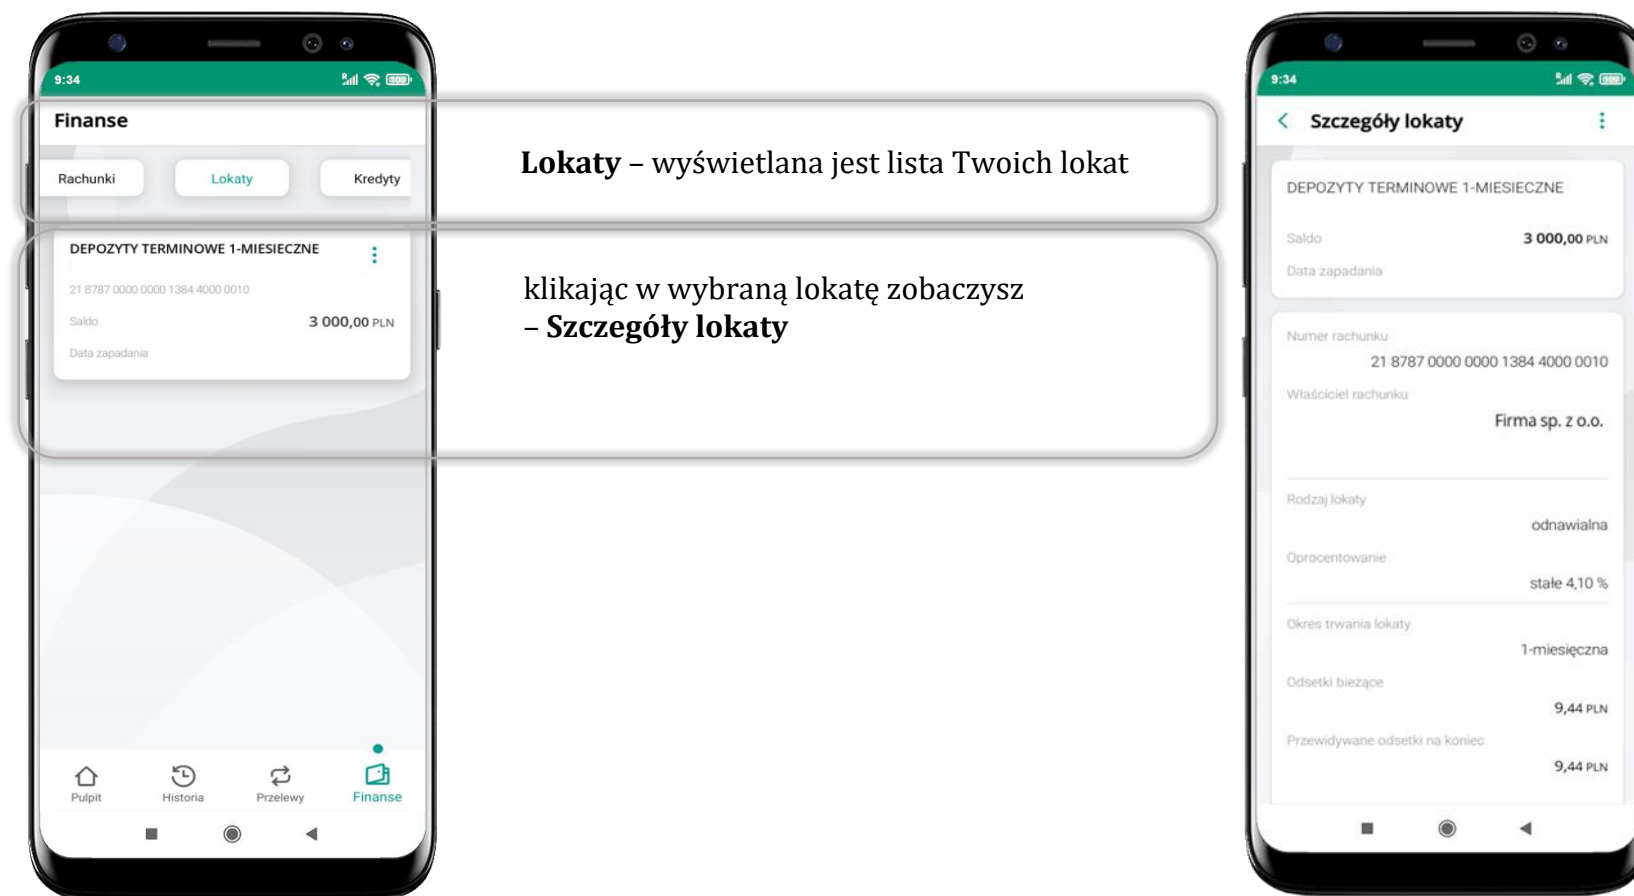 9:34
Finanse
Rachunki
Lokaty
Kredyty
DEPOZYTY TERMINOWE 1-MIESIECZNE
21 8787 0000 0000 1384 4000 0010
Saldo 3 000,00 PLN
Data zapadania
Pulpit
Historia
Przelewy
Finanse
Lokaty – wyświetlana jest lista Twoich lokat
klikając w wybraną lokatę zobaczysz
– Szczegóły lokaty
9:34
Szczegóły lokaty
DEPOZYTY TERMINOWE 1-MIESIECZNE
Saldo 3 000,00 PLN
Data zapadania
Numer rachunku
21 8787 0000 0000 1384 4000 0010
Właściciel rachunku
Firma sp. z o.o.
Rodzaj lokaty
odnawialna
Oprocentowanie
stałe 4,10 %
Okres trwania lokaty
1-miesięczna
Odsetki bieżące
9,44 PLN
Przewidywane odsetki na koniec
9,44 PLN